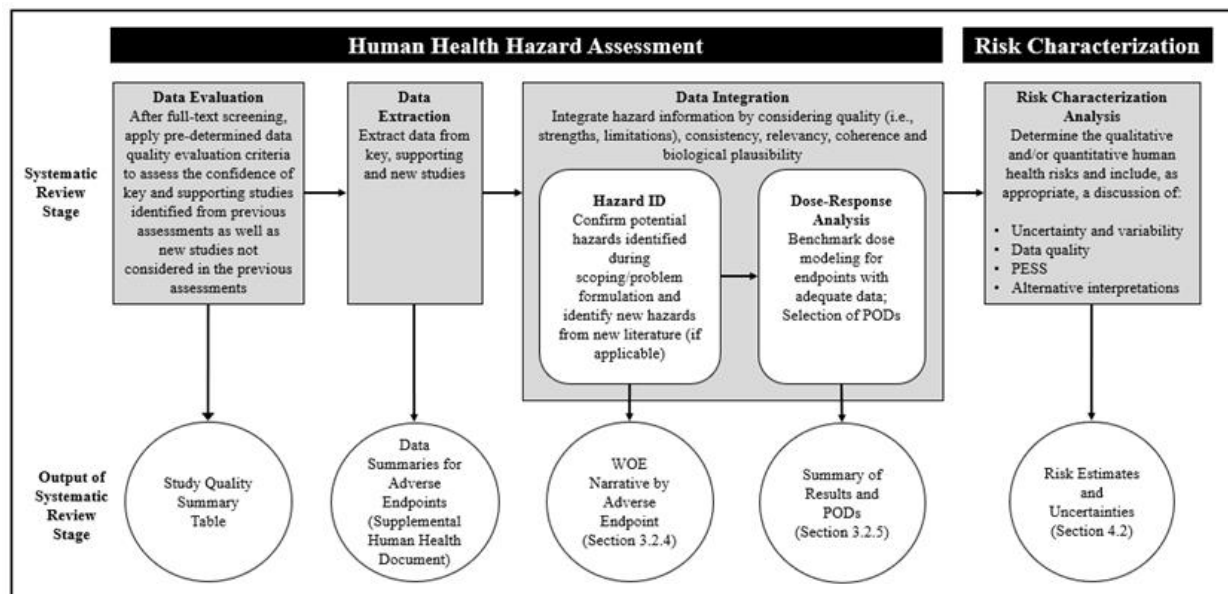 Human Health Hazard Assessment
Risk Characterization
Systematic
Review
Stage
Data Evaluation
After full-text screening,
apply pre-determined data
quality evaluation criteria
to assess the confidence of
key and supporting studies
identified from previous
assessments as well as
new studies not
considered in the previous
assessments
Data
Extraction
Extract data from
key, supporting
and new studies
Data Integration
Integrate hazard information by considering quality (i.e.,
strengths, limitations), consistency, relevancy, coherence and
biological plausibility
Hazard ID
Confirm potential
hazards identified
during
scoping/problem
formulation and
identify new hazards
from new literature (if
applicable)
Dose-Response
Analysis
Benchmark dose
modeling for
endpoints with
adequate data;
Selection of PODs
Risk Characterization
Analysis
Determine the qualitative
and/or quantitative human
health risks and include, as
appropriate, a discussion of:
• Uncertainty and variability
• Data quality
• PESS
• Alternative interpretations
Output of
Systematic
Review
Stage
Study Quality
Summary
Table
Data
Summaries for
Adverse
Endpoints
(Supplemental
Human Health
Document)
WOE
Narrative by
Adverse
Endpoint
(Section 3.2.4)
Summary of
Results and
PODs
(Section 3.2.5)
Risk Estimates
and
Uncertainties
(Section 4.2)